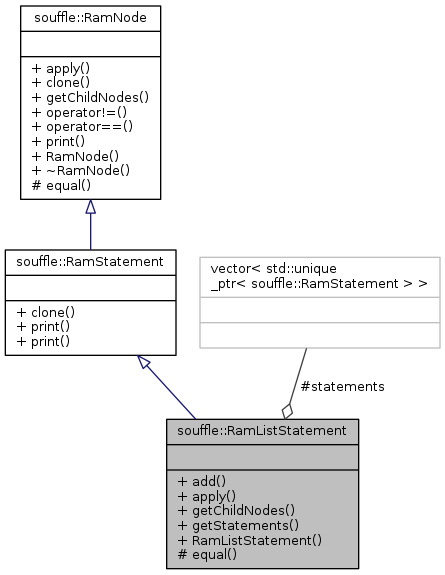 souffle::RamNode
+ apply()
+ clone()
+ getChildNodes()
+ operator!=()
+ operator==()
+ print()
+ RamNode()
+ ~RamNode()
# equal()
souffle::RamStatement
+ clone()
+ print()
+ print()
vector< std::unique
_ptr< souffle::RamStatement > >
#statements
souffle::RamListStatement
+ add()
+ apply()
+ getChildNodes()
+ getStatements()
+ RamListStatement()
# equal()